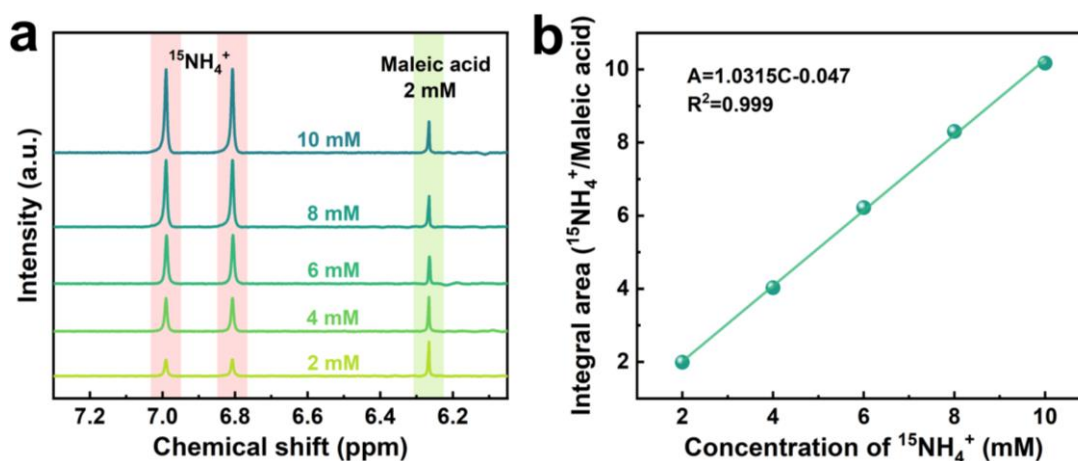 a
¹⁵NH₄⁺
Maleic acid
2 mM
10 mM
8 mM
6 mM
4 mM
2 mM
Intensity (a.u.)
7.2 7.0 6.8 6.6 6.4 6.2
Chemical shift (ppm)
b
A=1.0315C-0.047
R²=0.999
10
8
6
4
2
Integral area (¹⁵NH₄⁺/Maleic acid)
2 4 6 8 10
Concentration of ¹⁵NH₄⁺ (mM)